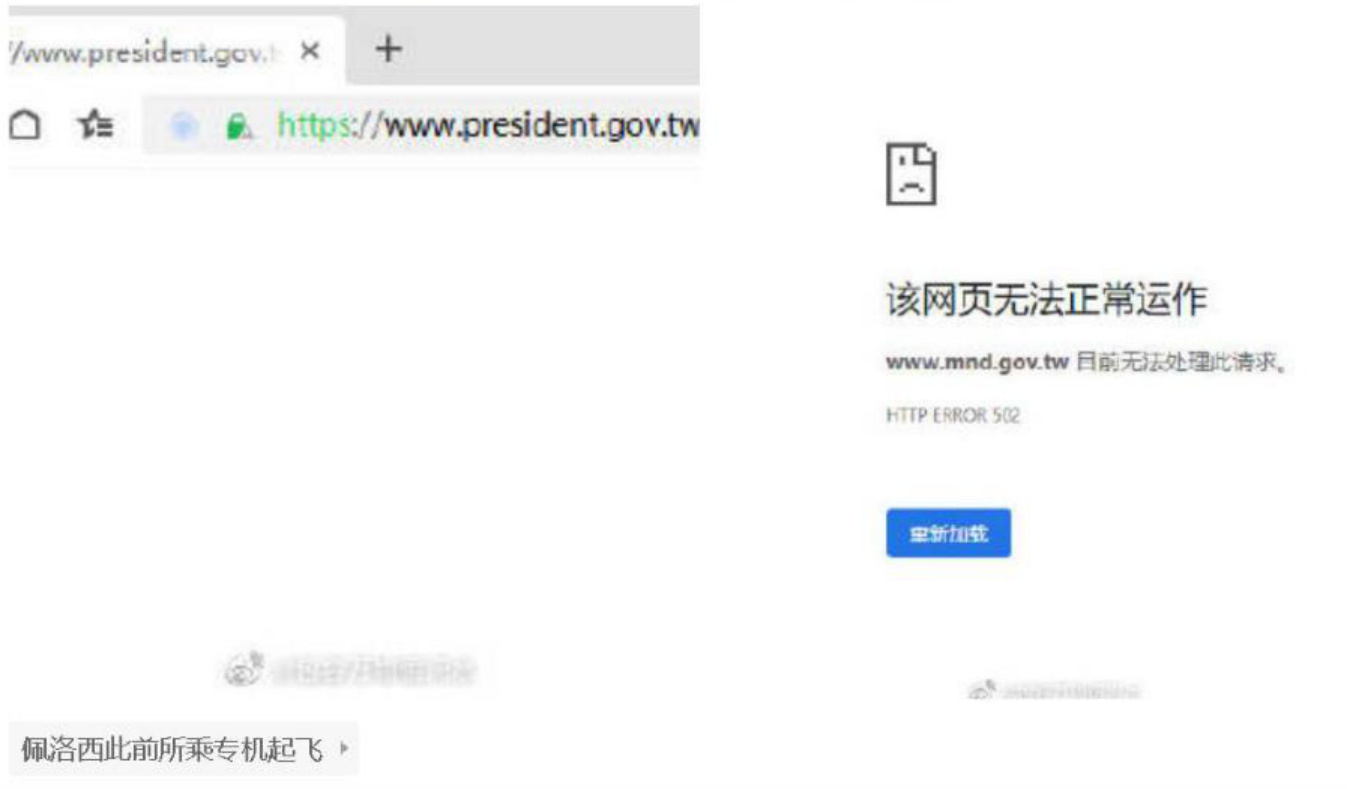 //www.president.gov.t
https://www.president.gov.tw
该网页无法正常运作
www.mnd.gov.tw 目前无法处理此请求。
HTTP ERROR 502
重新加载
佩洛西此前所乘专机起飞